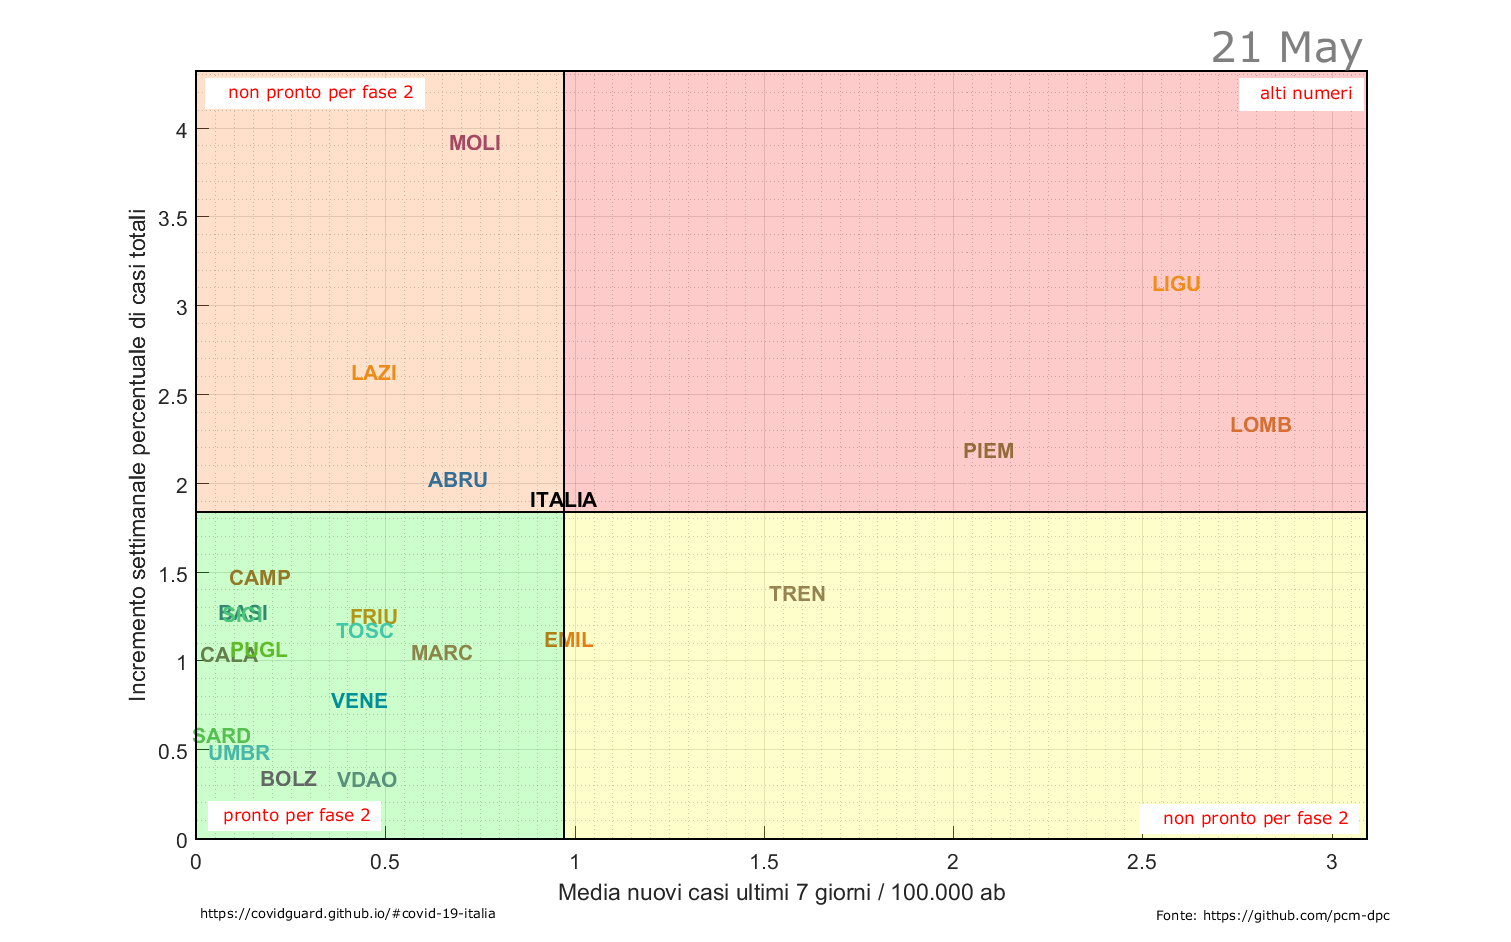 21 May
non pronto per fase 2
alti numeri
MOLI
LIGU
LAZI
LOMB
PIEM
ABRU
ITALIA
CAMP
TREN
BASI
SICI
FRIU
TOSC
EMIL
PUGL
CALA
MARC
VENE
SARD
UMBR
BOLZ
VDAO
pronto per fase 2
non pronto per fase 2
4
3.5
3
2.5
2
1.5
1
0.5
0
Incremento settimanale percentuale di casi totali
0 0.5 1 1.5 2 2.5 3
Media nuovi casi ultimi 7 giorni / 100.000 ab
https://covidguard.github.io/#covid-19-italia
Fonte: https://github.com/pcm-dpc